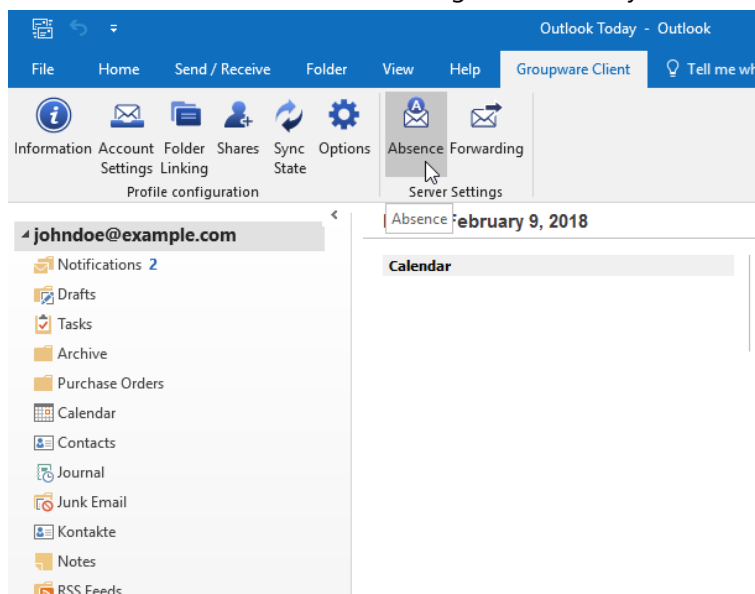 Outlook Today - Outlook
File Home Send / Receive Folder View Help Groupware Client Tell me
Information Account Settings Folder Linking Shares Sync State Options Absence Forwarding
Profile configuration Server Settings
Absence February 9, 2018
johndoe@example.com
Calendar
Notifications 2
Drafts
Tasks
Archive
Purchase Orders
Calendar
Contacts
Journal
Junk Email
Kontakte
Notes
RSS Feeds